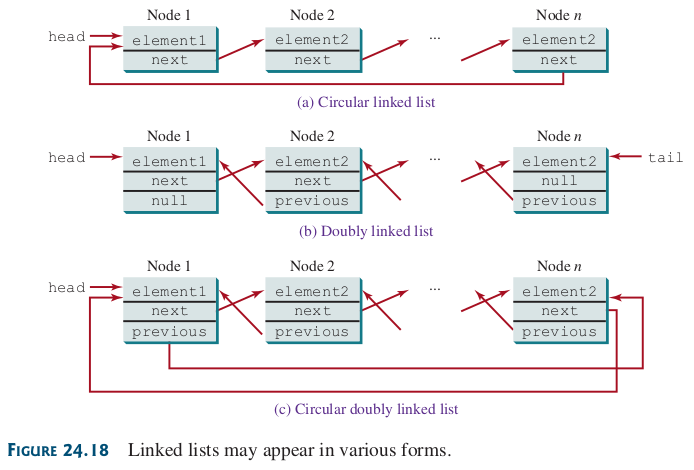 Node 1 Node 2 Node n
head element1 element2 ... element2
next next next
(a) Circular linked list
Node 1 Node 2 Node n
head element1 element2 ... element2 tail
next next null
null previous previous
(b) Doubly linked list
Node 1 Node 2 Node n
head element1 element2 ... element2
next next next
previous previous previous
(c) Circular doubly linked list
FIGURE 24.18 Linked lists may appear in various forms.